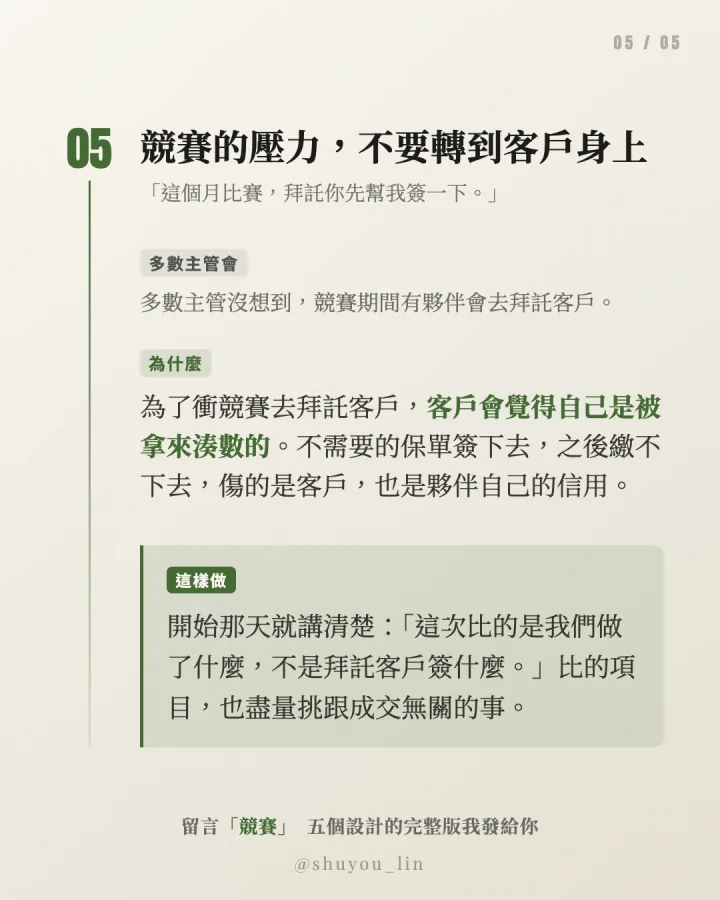 05 / 05
05
競賽的壓力，不要轉到客戶身上
「這個月比賽，拜託你先幫我簽一下。」
多數主管會
多數主管沒想到，競賽期間有夥伴會去拜託客戶。
為什麼
為了衝競賽去拜託客戶，客戶會覺得自己是被
拿來湊數的。不需要的保單簽下去，之後繳不
下去，傷的是客戶，也是夥伴自己的信用。
這樣做
開始那天就講清楚：「這次比的是我們做
了什麼，不是拜託客戶簽什麼。」比的項
目，也盡量挑跟成交無關的事。
留言「競賽」 五個設計的完整版我發給你
@shuyou_lin